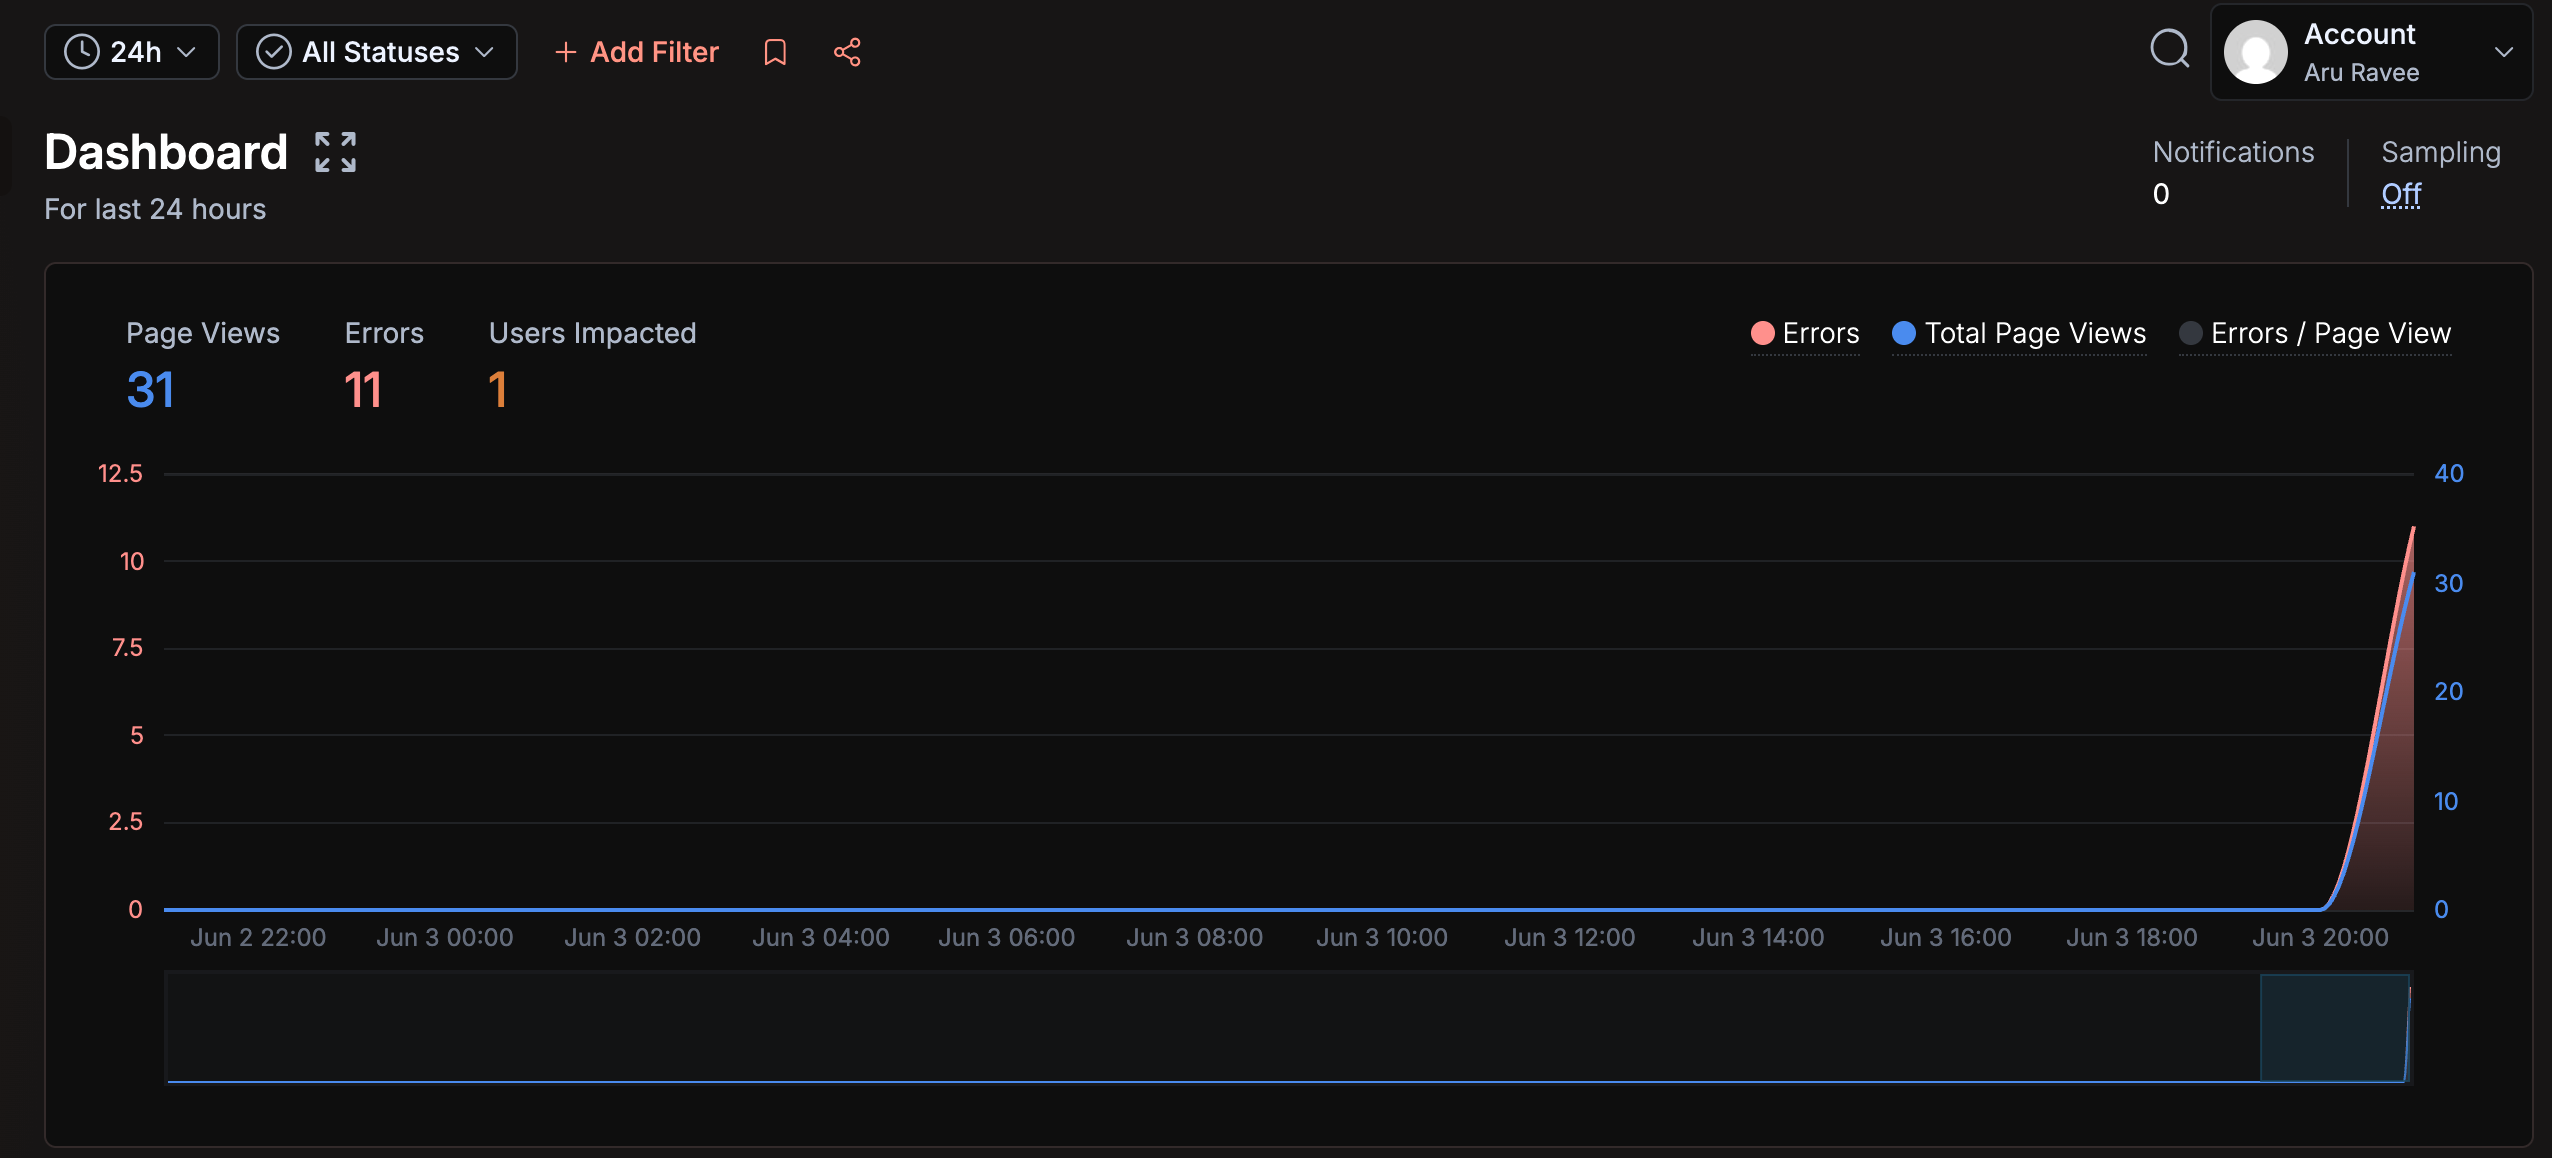 24h
All Statuses
Add Filter
Account
Aru Ravee
Dashboard
For last 24 hours
Notifications
0
Sampling
Off
Page Views
31
Errors
11
Users Impacted
1
Errors
Total Page Views
Errors / Page View
12.5
10
7.5
5
2.5
0
40
30
20
10
0
Jun 2 22:00
Jun 3 00:00
Jun 3 02:00
Jun 3 04:00
Jun 3 06:00
Jun 3 08:00
Jun 3 10:00
Jun 3 12:00
Jun 3 14:00
Jun 3 16:00
Jun 3 18:00
Jun 3 20:00